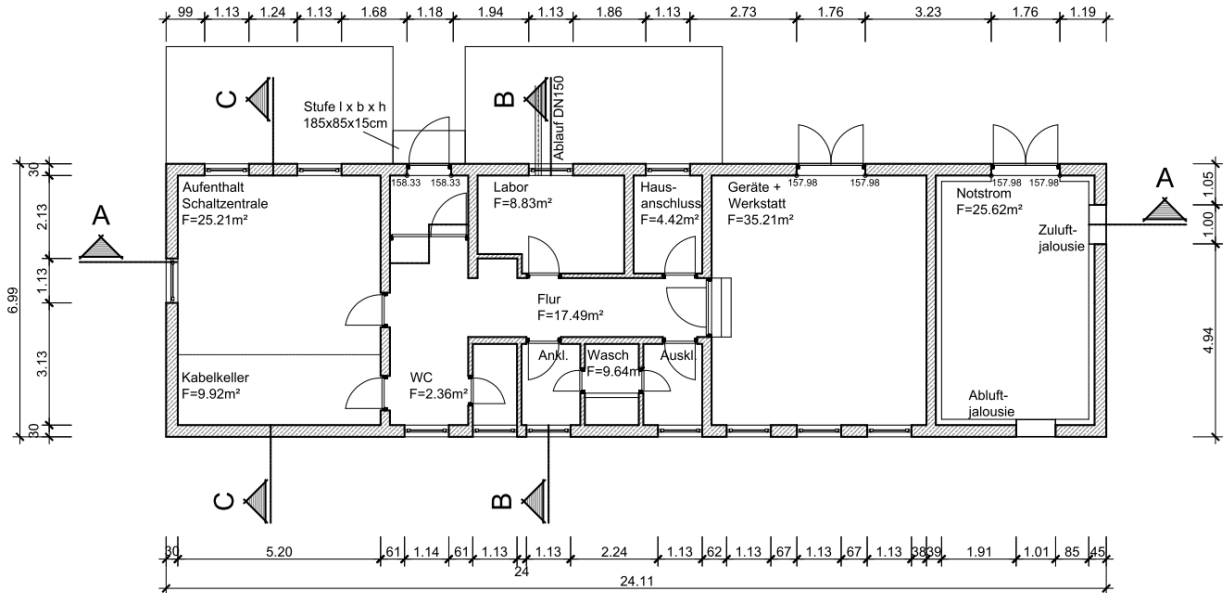 99 1.13 1.24 1.13 1.68 1.18 1.94 1.13 1.86 1.13 2.73 1.76 3.23 1.76 1.19
C
B
Stufe l x b x h
185x85x15cm
Ablauf DN150
30
2.13
1.13
3.13
30
6.99
A
Aufenthalt
Schaltzentrale
F=25.21m²
158.33 158.33
Labor
F=8.83m²
Haus-
anschluss
F=4.42m²
Geräte +
Werkstatt
F=35.21m²
157.98 157.98
157.98 157.98
Notstrom
F=25.62m²
Zuluft-
jalousie
A
1.05
1.00
4.94
Flur
F=17.49m²
Kabelkeller
F=9.92m²
WC
F=2.36m²
Ankl.
Wasch
F=9.64m
Auskl.
Abluft-
jalousie
C
B
30 5.20 61 1.14 61 1.13 24 1.13 2.24 1.13 62 1.13 67 1.13 67 1.13 38 39 1.91 1.01 85 45
24.11